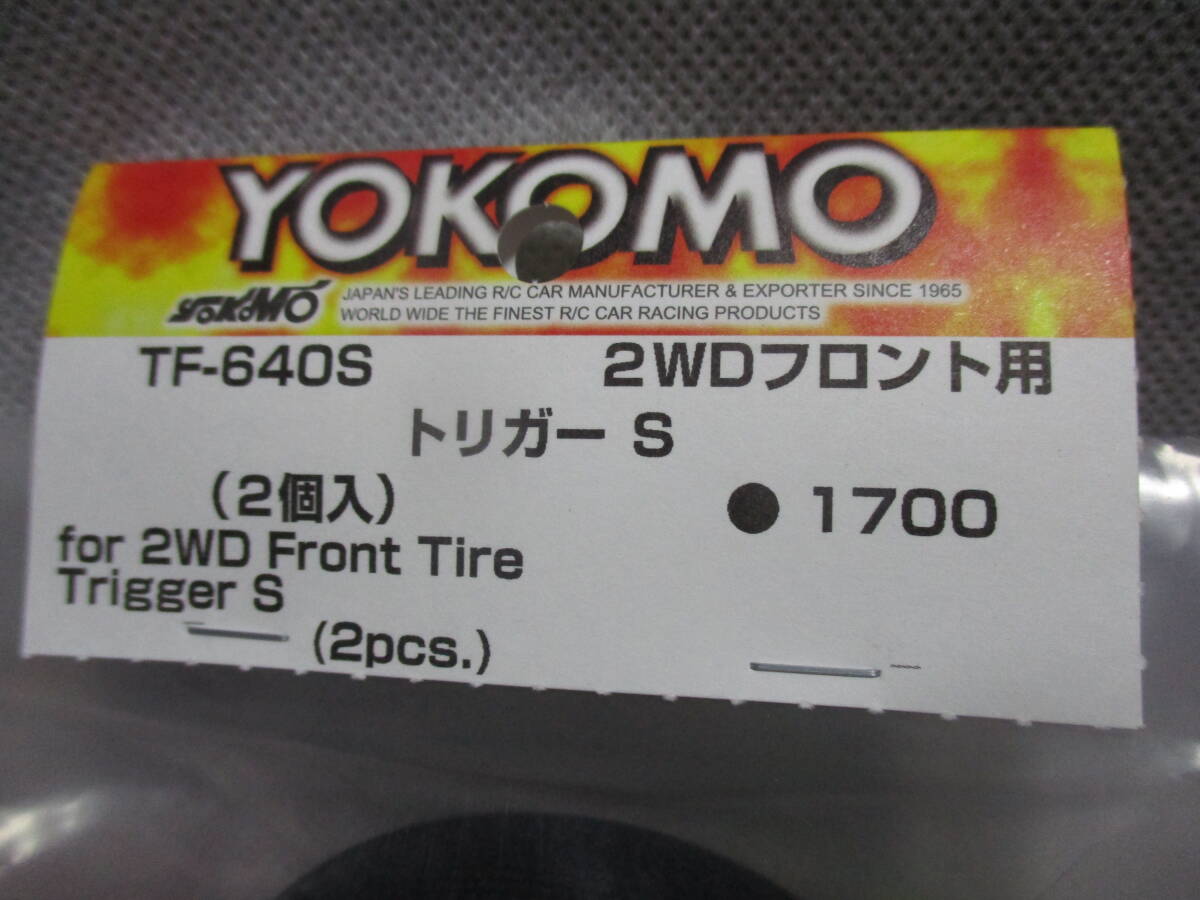 YOKOMO
YOKOMO JAPAN'S LEADING R/C CAR MANUFACTURER & EXPORTER SINCE 1965
WORLD WIDE THE FINEST R/C CAR RACING PRODUCTS
TF-640S 2WDフロント用
トリガー S
(2個入) ● 1700
for 2WD Front Tire
Trigger S
(2pcs.)